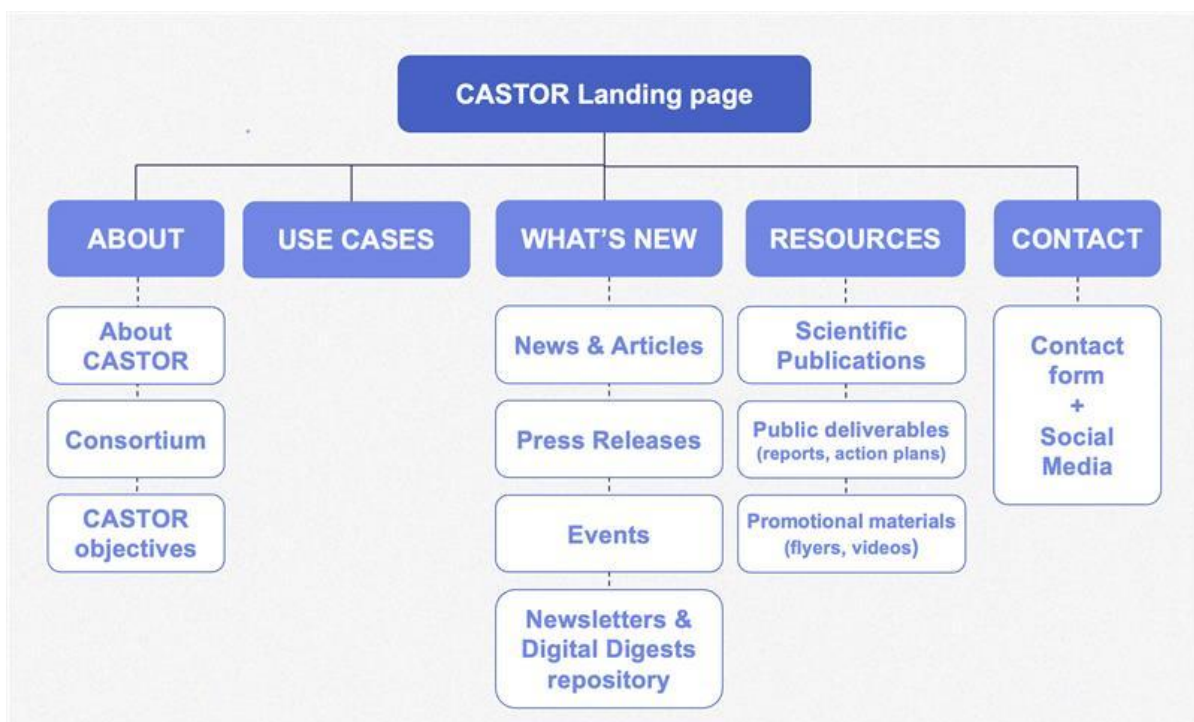 CASTOR Landing page
ABOUT
USE CASES
WHAT'S NEW
RESOURCES
CONTACT
About
CASTOR
Consortium
CASTOR
objectives
News & Articles
Press Releases
Events
Newsletters &
Digital Digests
repository
Scientific
Publications
Public deliverables
(reports, action plans)
Promotional materials
(flyers, videos)
Contact
form
+
Social
Media